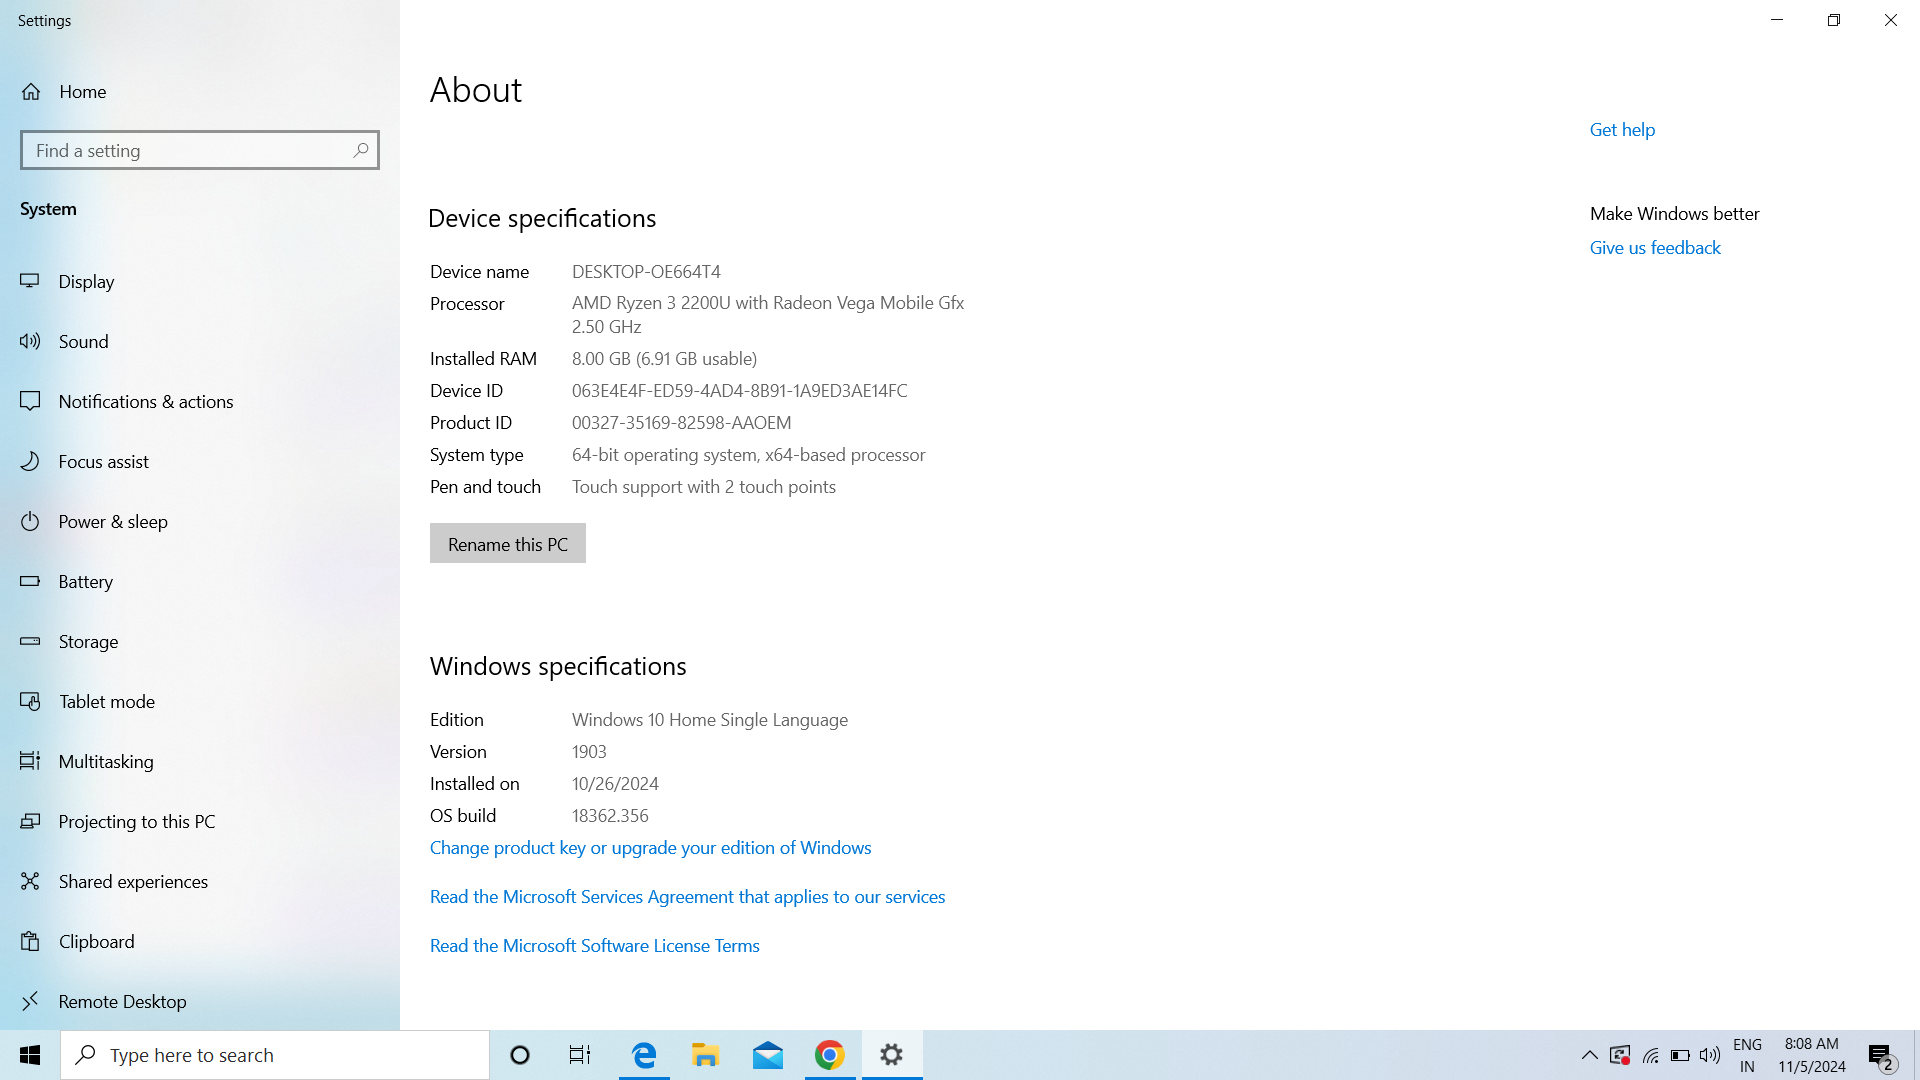 Settings
Home
Find a setting
System
Display
Sound
Notifications & actions
Focus assist
Power & sleep
Battery
Storage
Tablet mode
Multitasking
Projecting to this PC
Shared experiences
Clipboard
Remote Desktop
About
Device specifications
Device name DESKTOP-OE664T4
Processor AMD Ryzen 3 2200U with Radeon Vega Mobile Gfx
2.50 GHz
Installed RAM 8.00 GB (6.91 GB usable)
Device ID 063E4E4F-ED59-4AD4-8B91-1A9ED3AE14FC
Product ID 00327-35169-82598-AAOEM
System type 64-bit operating system, x64-based processor
Pen and touch Touch support with 2 touch points
Rename this PC
Windows specifications
Edition Windows 10 Home Single Language
Version 1903
Installed on 10/26/2024
OS build 18362.356
Change product key or upgrade your edition of Windows
Read the Microsoft Services Agreement that applies to our services
Read the Microsoft Software License Terms
Get help
Make Windows better
Give us feedback
Type here to search
ENG
IN
8:08 AM
11/5/2024
2